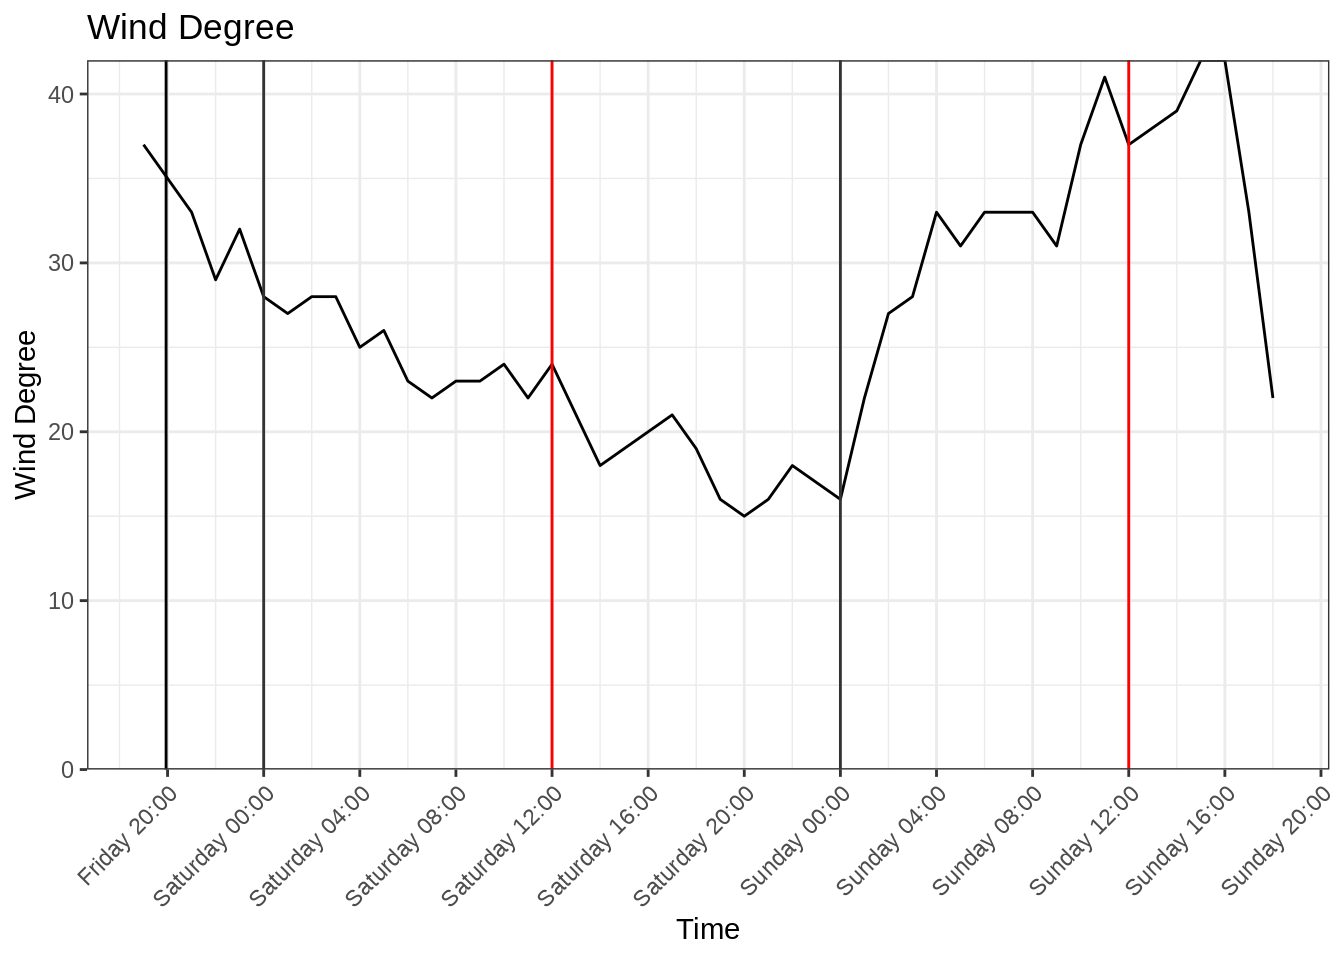 Wind Degree
Wind Degree
40
30
20
10
0
Friday 20:00
Saturday 00:00
Saturday 04:00
Saturday 08:00
Saturday 12:00
Saturday 16:00
Saturday 20:00
Sunday 00:00
Sunday 04:00
Sunday 08:00
Sunday 12:00
Sunday 16:00
Sunday 20:00
Time